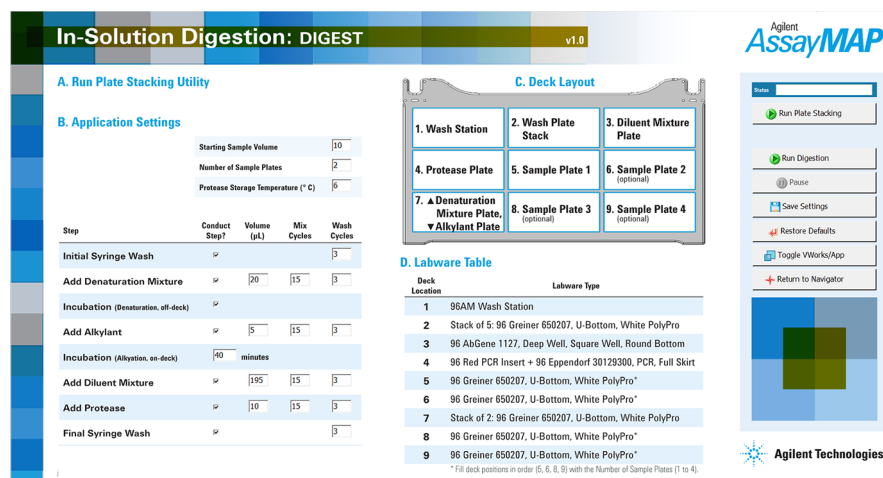 In-Solution Digestion: DIGEST
v1.0
Agilent
AssayMAP
A. Run Plate Stacking Utility
B. Application Settings
Starting Sample Volume 10
Number of Sample Plates 2
Protease Storage Temperature (° C) 6
Step
Conduct
Step?
Volume
(µL)
Mix
Cycles
Wash
Cycles
Initial Syringe Wash 3
Add Denaturation Mixture 20 15 3
Incubation (Denaturation, off-deck)
Add Alkylant 5 15 3
Incubation (Alkyation, on-deck) 40 minutes
Add Diluent Mixture 195 15 3
Add Protease 10 15 3
Final Syringe Wash 3
i
C. Deck Layout
1. Wash Station
2. Wash Plate
Stack
3. Diluent Mixture
Plate
4. Protease Plate
5. Sample Plate 1
6. Sample Plate 2
(optional)
7. ▲Denaturation
Mixture Plate,
▼Alkylant Plate
8. Sample Plate 3
(optional)
9. Sample Plate 4
(optional)
D. Labware Table
Deck
Location
Labware Type
1 96AM Wash Station
2 Stack of 5: 96 Greiner 650207, U-Bottom, White PolyPro
3 96 AbGene 1127, Deep Well, Square Well, Round Bottom
4 96 Red PCR Insert + 96 Eppendorf 30129300, PCR, Full Skirt
5 96 Greiner 650207, U-Bottom, White PolyPro*
6 96 Greiner 650207, U-Bottom, White PolyPro*
7 Stack of 2: 96 Greiner 650207, U-Bottom, White PolyPro
8 96 Greiner 650207, U-Bottom, White PolyPro*
9 96 Greiner 650207, U-Bottom, White PolyPro*
* Fill deck positions in order (5, 6, 8, 9) with the Number of Sample Plates (1 to 4).
Status
Run Plate Stacking
Run Digestion
Pause
Save Settings
Restore Defaults
Toggle VWorks/App
Return to Navigator
Agilent Technologies